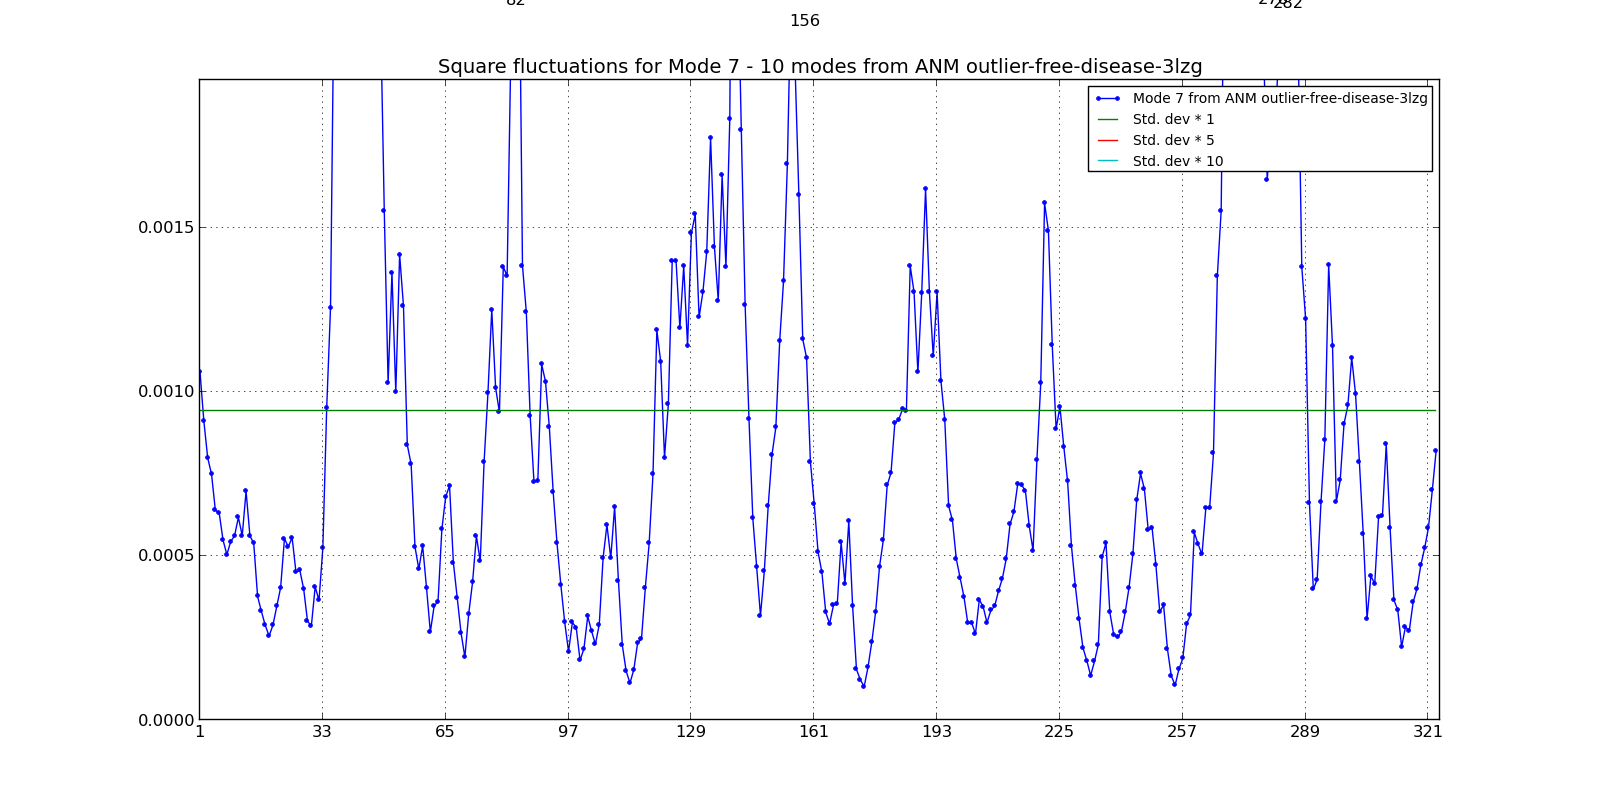 156
282
Square fluctuations for Mode 7 - 10 modes from ANM outlier-free-disease-3lzg
Mode 7 from ANM outlier-free-disease-3lzg
Std. dev * 1
Std. dev * 5
Std. dev * 10
0.0015
0.0010
0.0005
0.0000
1 33 65 97 129 161 193 225 257 289 321